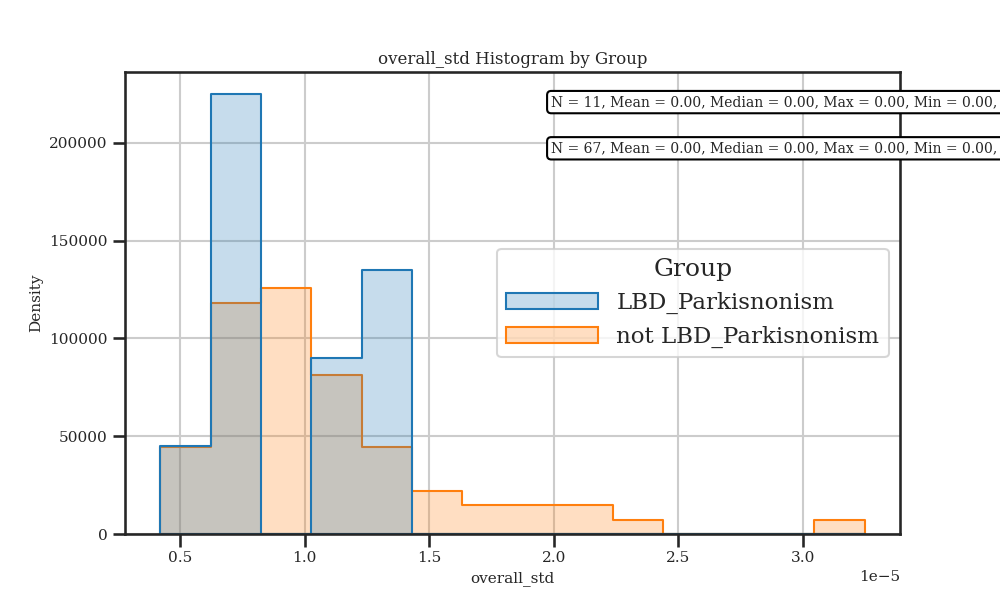 overall_std Histogram by Group
N = 11, Mean = 0.00, Median = 0.00, Max = 0.00, Min = 0.00,
N = 67, Mean = 0.00, Median = 0.00, Max = 0.00, Min = 0.00,
200000
150000
100000
50000
0
Density
Group
LBD_Parkisnonism
not LBD_Parkisnonism
0.5 1.0 1.5 2.0 2.5 3.0
1e−5
overall_std